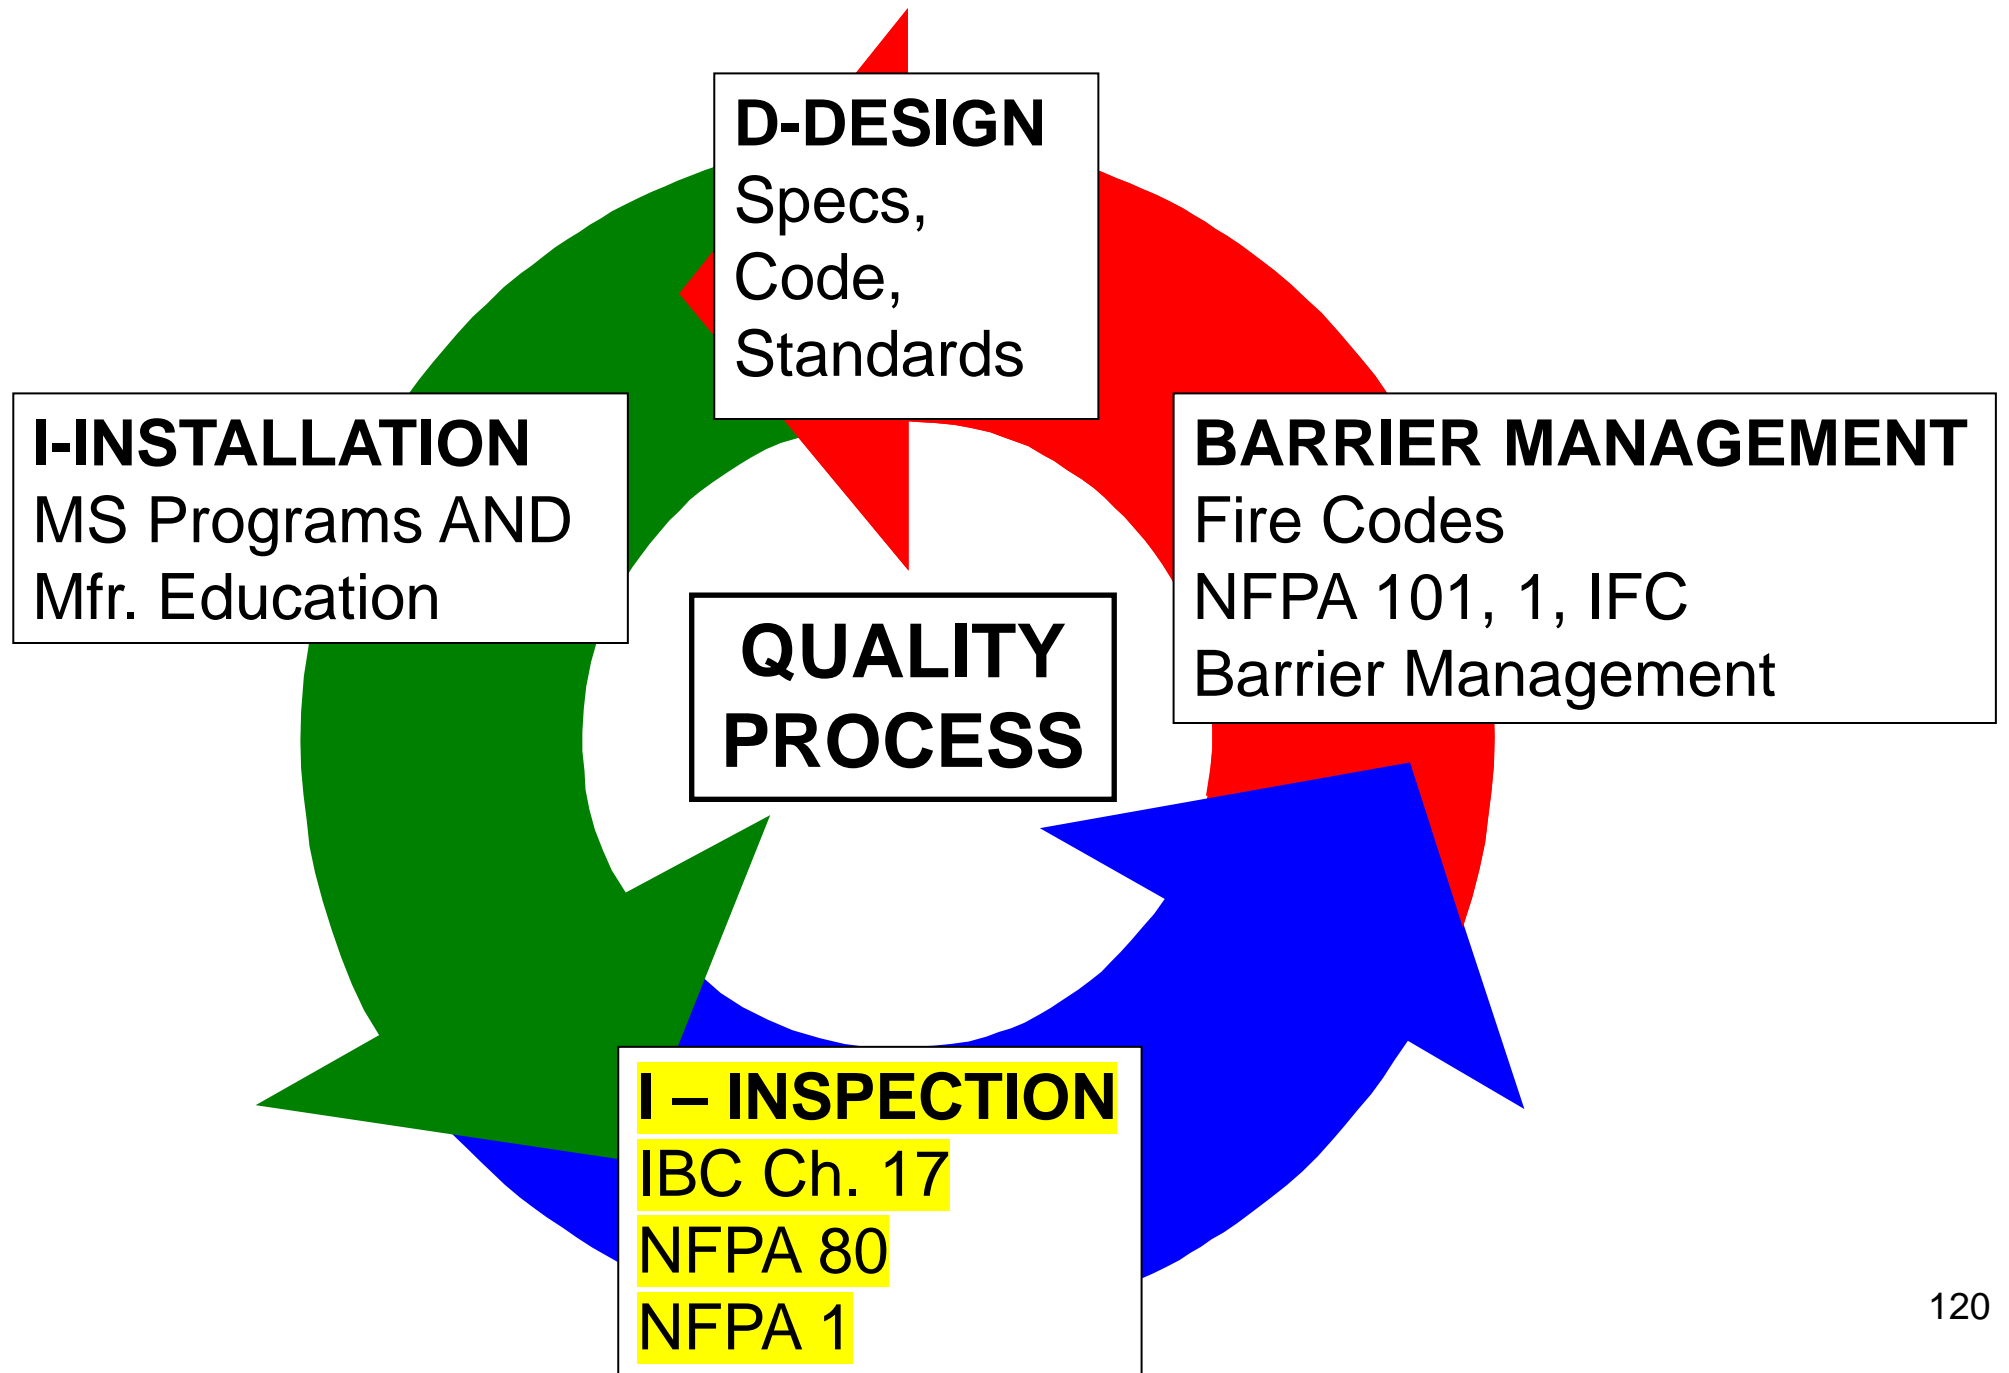 D-DESIGN
Specs,
Code,
Standards
I-INSTALLATION
MS Programs AND
Mfr. Education
BARRIER MANAGEMENT
Fire Codes
NFPA 101, 1, IFC
Barrier Management
QUALITY
PROCESS
I – INSPECTION
IBC Ch. 17
NFPA 80
NFPA 1
120